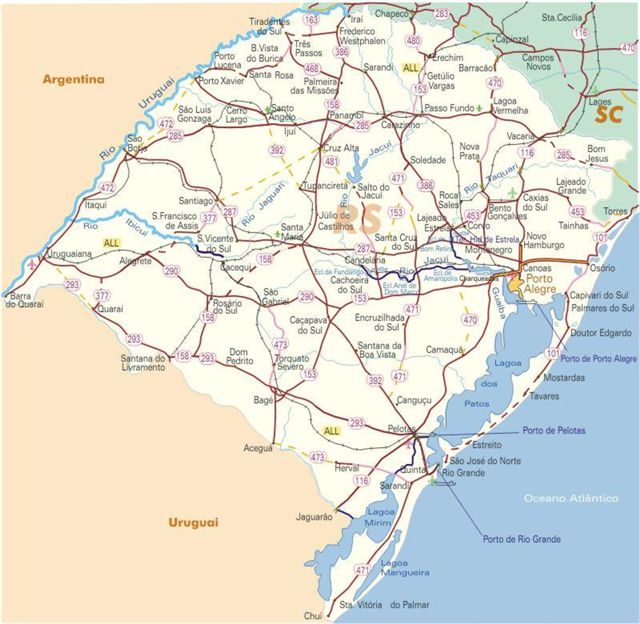 Tiradentes
do Sul
163
Iraí
Chapecó
283
Sta.Cecília
116
470
Frederico
Westphalen
386
480
Capinzal
B.Vista
do Burica
Três
Passos
Porto
Lucena
468
Sarandi
ALL
Erechim
Barracão
Campos
Novos
Argentina
Uruguai
Porto Xavier
Santa Rosa
Palmeira
das Missões
Getúlio
Vargas
153
470
Lages
SC
158
São Luis
Gonzaga
Cerro
Largo
Santo
Angelo
Ijuí
Panambi
Carazinho
Passo Fundo
Lagoa
Vermelha
472
285
Vacaria
Rio
São
Borja
392
Cruz Alta
Jacuí
Soledade
Nova
Prata
116
285
Bom
Jesus
481
Taquari
472
Santiago
Rio Jaguari
Tupanciretã
Rio
Salto do
Jacuí
471
386
Roca
Sales
Rio
Lajeado
Grande
Itaqui
Rio
Ibicuí
S.Francisco
de Assis
377
287
Júlio de
Castilhos
RS
153
Lajeado
Estrela
Corvo
453
Bento
Gonçalves
Caxias
do Sul
453
Tainhas
Torres
ALL
S.Vicente
do Sul
Santa
Maria
Santa Cruz
do Sul
Montenegro
Novo
Hamburgo
101
Uruguaiana
Alegrete
290
Cacequi
158
287
Candelária
Ecl.de Fandango
Cachoeira
do Sul
Rio
Jacuí
Ecl.Anel de
Dom Marco
Ecl.de
Amarópolis
Charqueadas
Canoas
Porto
Alegre
Osório
Barra
do Quaraí
293
377
Quaraí
Rosário
do Sul
São
Gabriel
290
153
471
Guaíba
Capivari do Sul
Palmares do Sul
158
Caçapava
do Sul
Encruzilhada
do Sul
470
Doutor Edgardo
293
Santana do
Livramento
158
293
Dom
Pedrito
473
Torquato
Severo
Santana da
Boa Vista
Camaquã
101
Porto de Porto Alegre
Lagoa
dos
Patos
153
392
471
Mostardas
Bagé
Canguçu
Tavares
293
ALL
Pelotas
Porto de Pelotas
Aceguá
Estreito
473
Herval
Quinta
São José do Norte
116
Sarandi
Rio Grande
Oceano Atlântico
Uruguai
Jaguarão
Lagoa
Mirim
Porto de Rio Grande
471
Lagoa
Mangueira
Chuí
Sta. Vitória do Palmar